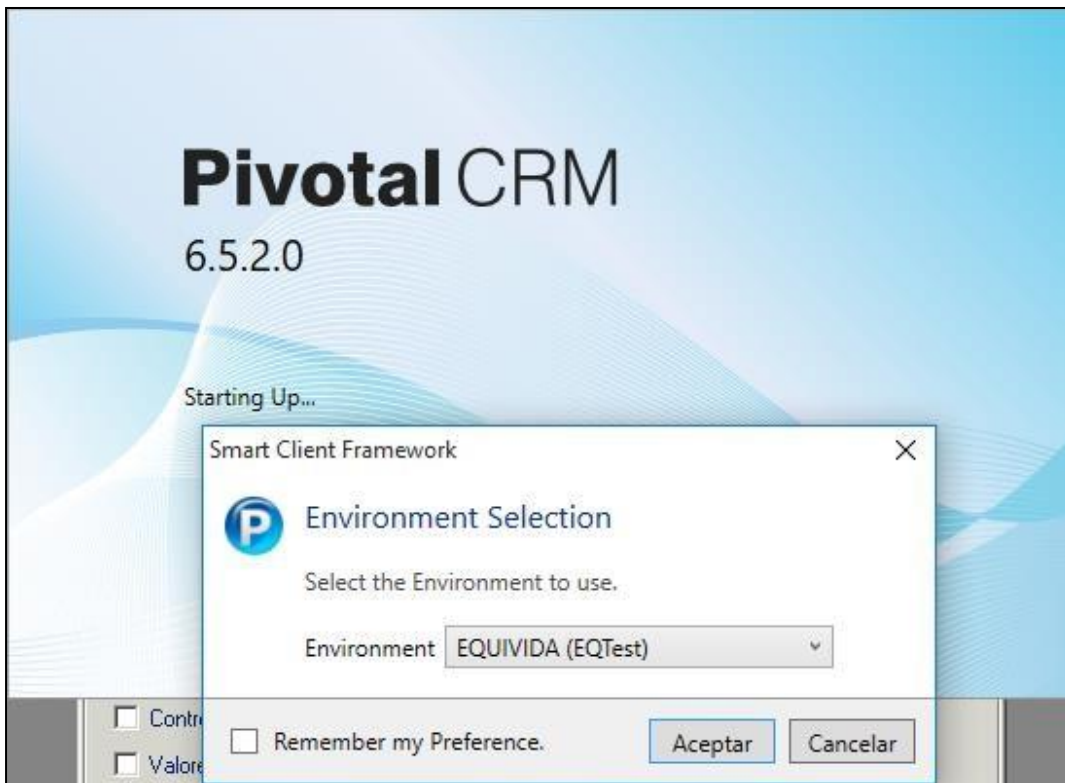 Pivotal CRM
6.5.2.0
Starting Up...
Smart Client Framework
P
Environment Selection
Select the Environment to use.
Environment EQUIVIDA (EQTest)
Remember my Preference. Aceptar Cancelar